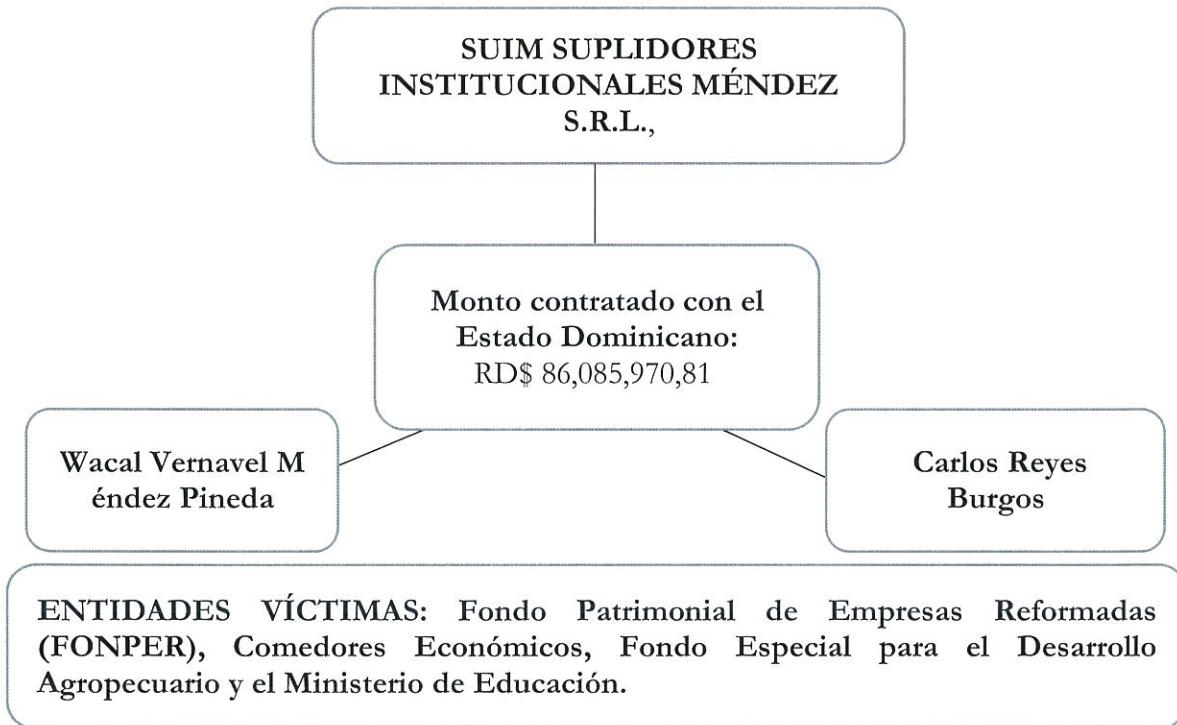 SUIM SUPLIDORES
INSTITUCIONALES MÉNDEZ
S.R.L.,
Monto contratado con el
Estado Dominicano:
RD$ 86,085,970,81
Wacal Vernavel M
éndez Pineda
Carlos Reyes
Burgos
ENTIDADES VÍCTIMAS: Fondo Patrimonial de Empresas Reformadas
(FONPER), Comedores Económicos, Fondo Especial para el Desarrollo
Agropecuario y el Ministerio de Educación.